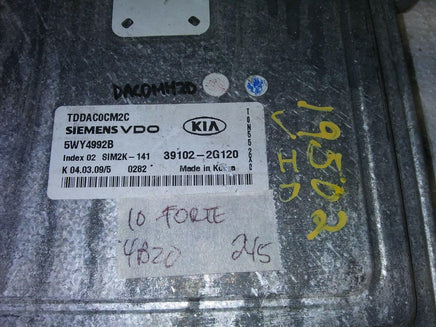 DACOMH20
TDDAC0CM2C
SIEMENS VDO
KIA
5WY4992B
Index 02 SIM2K-141
39102-2G120
K 04.03.09/5
0282
Made in Korea
10 FORTE
4B20
245
19502